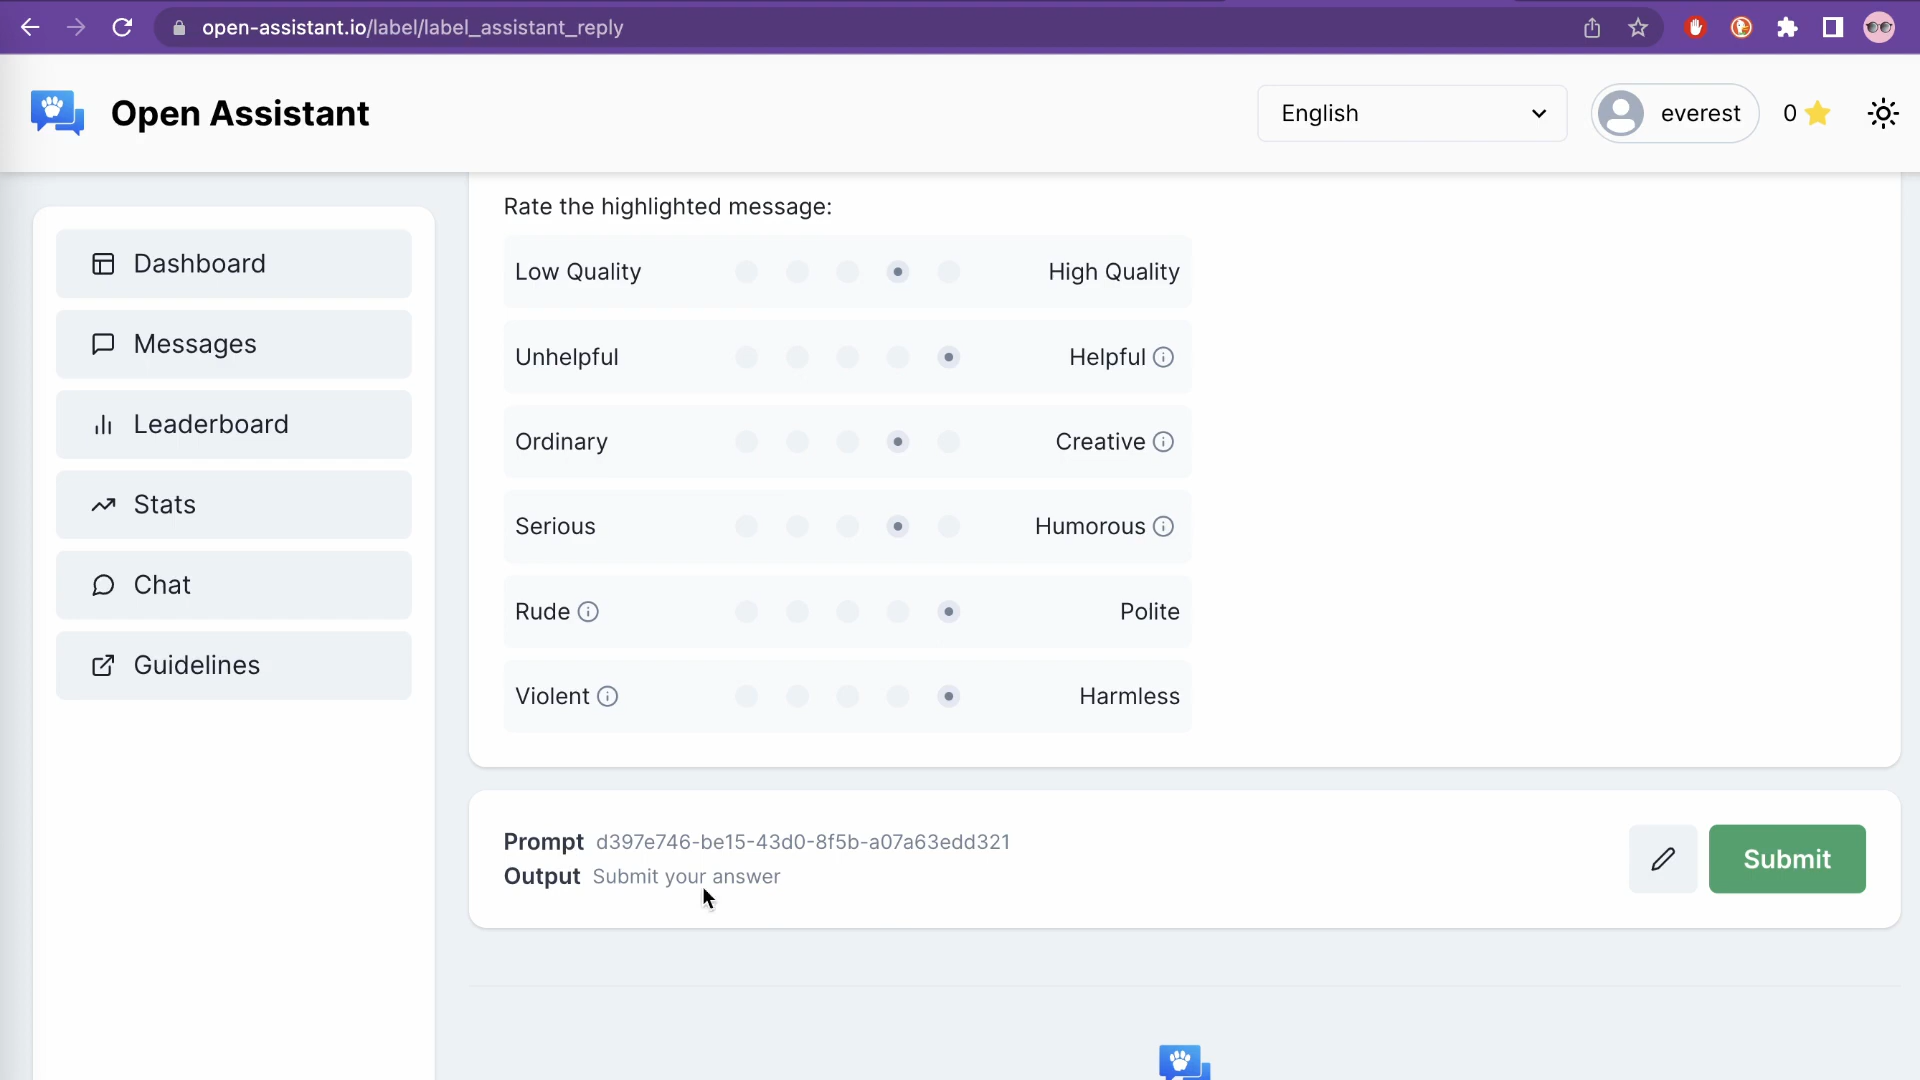 open-assistant.io/label/label_assistant_reply
Open Assistant
English
everest
0
Dashboard
Messages
Leaderboard
Stats
Chat
Guidelines
Rate the highlighted message:
Low Quality High Quality
Unhelpful Helpful
Ordinary Creative
Serious Humorous
Rude Polite
Violent Harmless
Prompt d397e746-be15-43d0-8f5b-a07a63edd321
Output Submit your answer
Submit